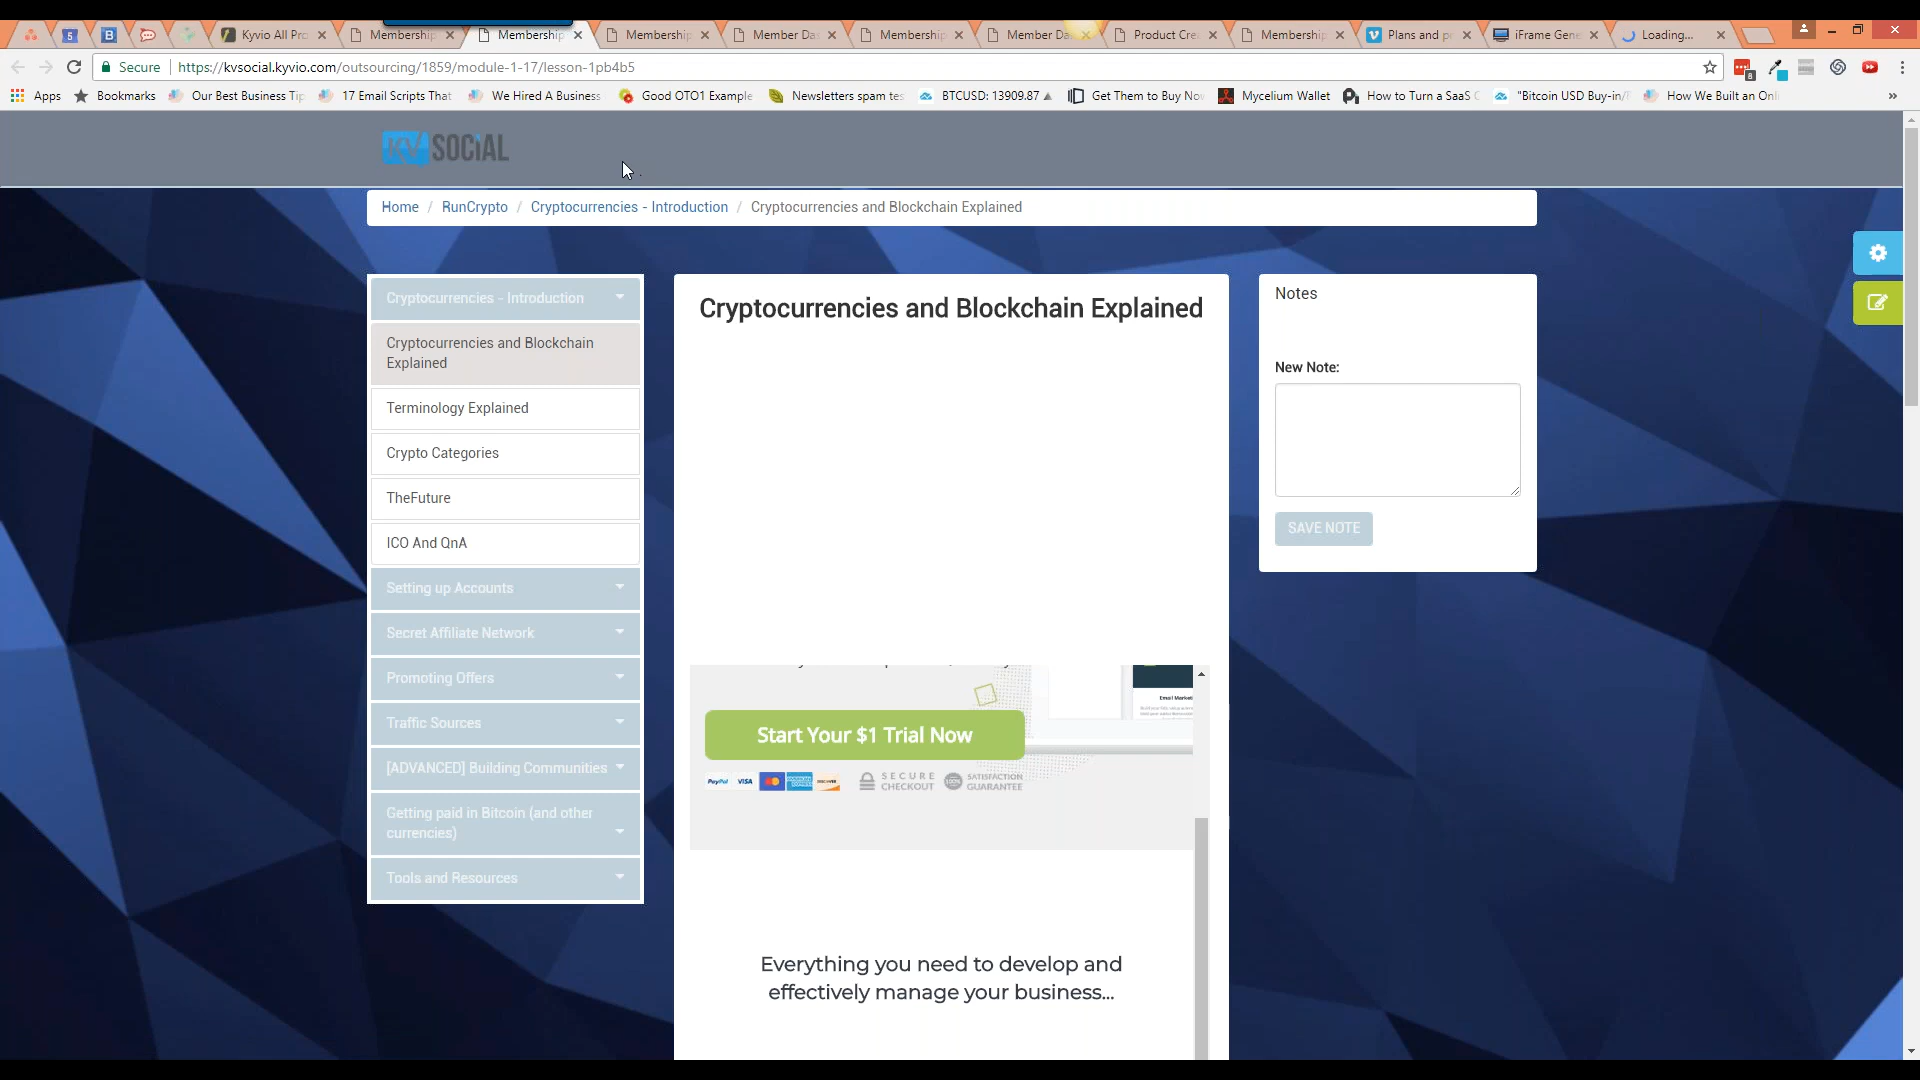 Kyvio All Pro
Membership
Membership
Membership
Member Da
Membership
Member Da
Product Cre
Membership
Plans and p
iFrame Gene
Loading...
Secure
https://kvsocial.kyvio.com/outsourcing/1859/module-1-17/lesson-1pb4b5
Apps
Bookmarks
Our Best Business Tip
17 Email Scripts That
We Hired A Business
Good OTO1 Example
Newsletters spam tes
BTCUSD: 13909.87 ▲
Get Them to Buy Now
Mycelium Wallet
How to Turn a SaaS C
"Bitcoin USD Buy-in/
How We Built an Onl
»
KV SOCIAL
Home / RunCrypto / Cryptocurrencies - Introduction / Cryptocurrencies and Blockchain Explained
Cryptocurrencies - Introduction
Cryptocurrencies and Blockchain
Explained
Terminology Explained
Crypto Categories
TheFuture
ICO And QnA
Setting up Accounts
Secret Affiliate Network
Promoting Offers
Traffic Sources
[ADVANCED] Building Communities
Getting paid in Bitcoin (and other
currencies)
Tools and Resources
Cryptocurrencies and Blockchain Explained
Email Marketi
Start Your $1 Trial Now
PayPal VISA DISCOVER
SECURE
CHECKOUT
100%
SATISFACTION
GUARANTEE
Everything you need to develop and
effectively manage your business...
Notes
New Note:
SAVE NOTE